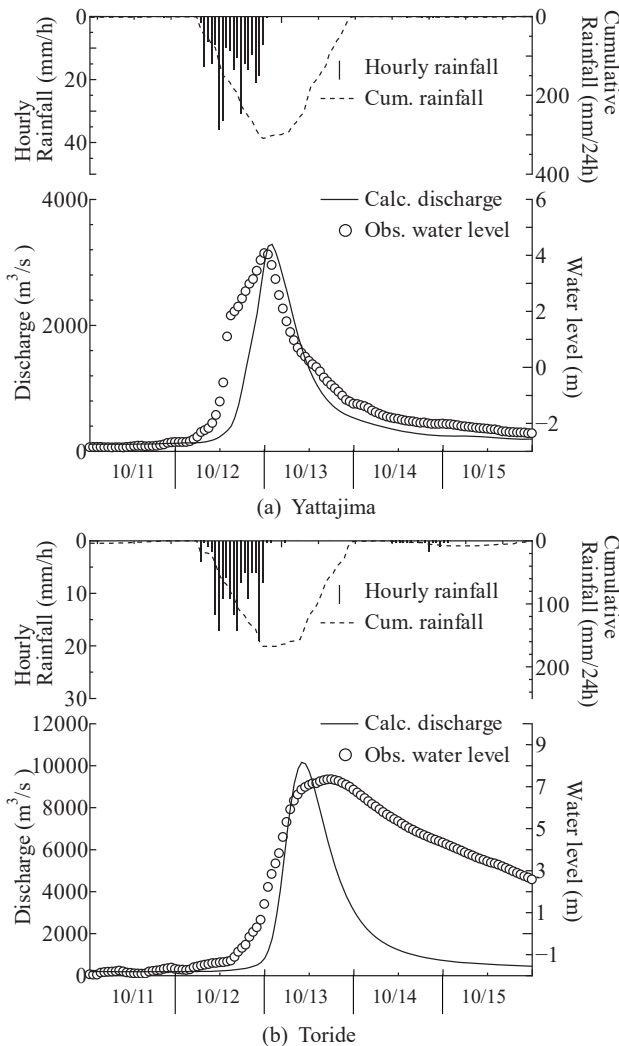 0
20
40
Hourly
Rainfall (mm/h)
Hourly rainfall
Cum. rainfall
0
200
400
Cumulative
Rainfall (mm/24h)
4000
2000
0
Discharge (m³/s)
Calc. discharge
Obs. water level
6
4
2
0
−2
Water level (m)
10/11 10/12 10/13 10/14 10/15
(a) Yattajima
0
10
20
30
Hourly
Rainfall (mm/h)
Hourly rainfall
Cum. rainfall
0
100
200
Cumulative
Rainfall (mm/24h)
12000
10000
8000
6000
4000
2000
0
Discharge (m³/s)
Calc. discharge
Obs. water level
9
7
5
3
1
−1
Water level (m)
10/11 10/12 10/13 10/14 10/15
(b) Toride